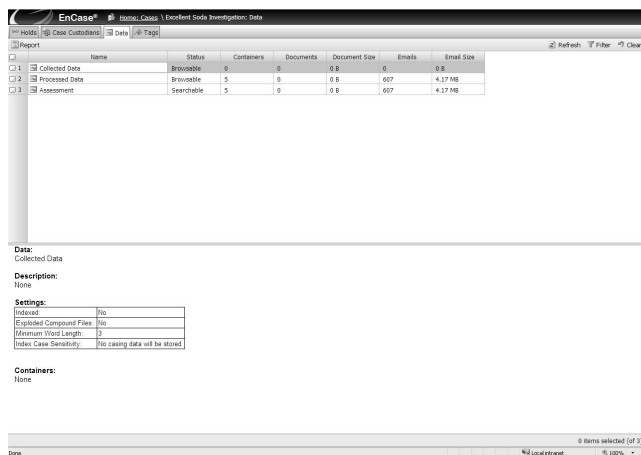 EnCase® Home: Cases \ Excellent Soda Investigation: Data
Holds Case Custodians Data Tags
Report Refresh Filter Clear
Name Status Containers Documents Document Size Emails Email Size
1 Collected Data Browsable 0 0 0 B 0 0 B
2 Processed Data Browsable 5 0 0 B 607 4.17 MB
3 Assessment Searchable 5 0 0 B 607 4.17 MB
Data:
Collected Data
Description:
None
Settings:
Indexed: No
Exploded Compound Files: No
Minimum Word Length: 3
Index Case Sensitivity: No casing data will be stored
Containers:
None
0 items selected (of 3
Done Local intranet 100%